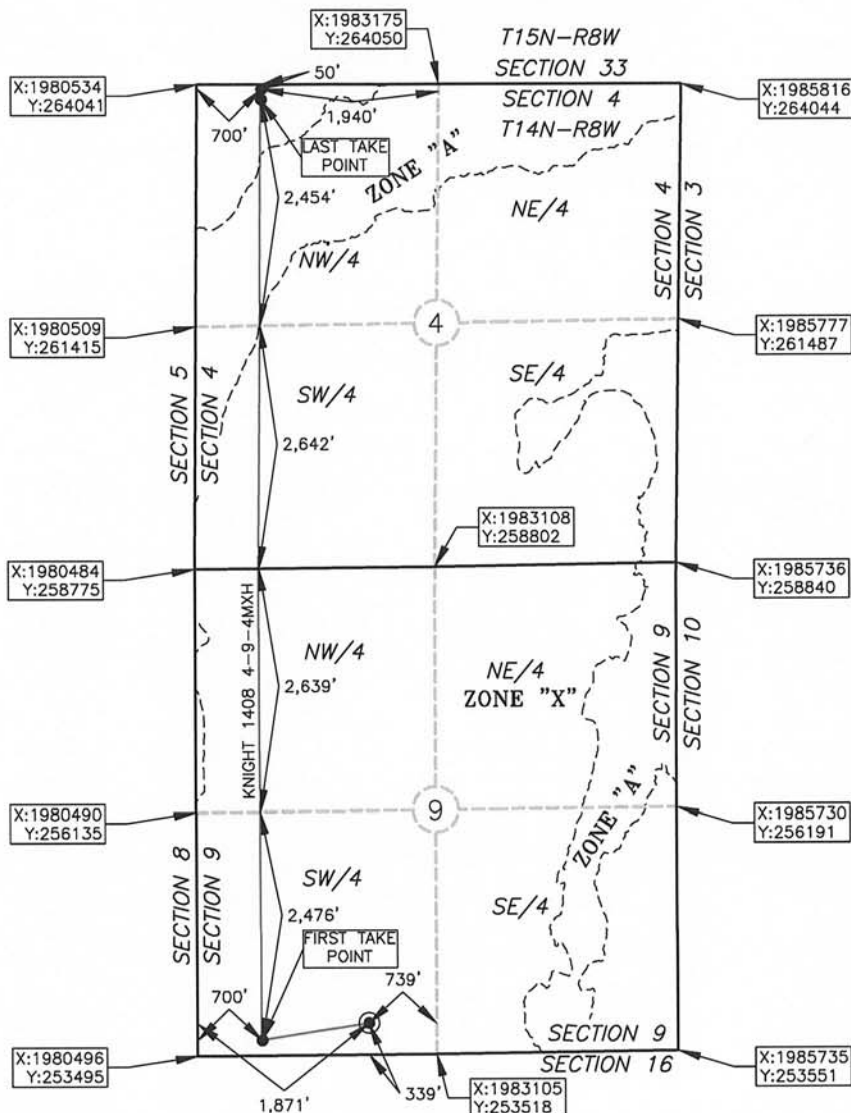 X:1983175
Y:264050
T15N-R8W
SECTION 33
X:1980534
Y:264041
50'
SECTION 4
X:1985816
Y:264044
700'
1,940'
T14N-R8W
LAST TAKE
POINT
ZONE "A"
2,454'
NE/4
SECTION 4
SECTION 3
NW/4
X:1980509
Y:261415
4
X:1985777
Y:261487
SECTION 5
SECTION 4
SW/4
SE/4
2,642'
X:1983108
Y:258802
X:1980484
Y:258775
X:1985736
Y:258840
KNIGHT 1408 4-9-4MXH
NW/4
2,639'
NE/4
ZONE "X"
SECTION 9
SECTION 10
X:1980490
Y:256135
9
X:1985730
Y:256191
ZONE "A"
SECTION 8
SECTION 9
SW/4
2,476'
SE/4
FIRST TAKE
POINT
739'
700'
SECTION 9
X:1980496
Y:253495
SECTION 16
X:1985735
Y:253551
1,871'
339'
X:1983105
Y:253518